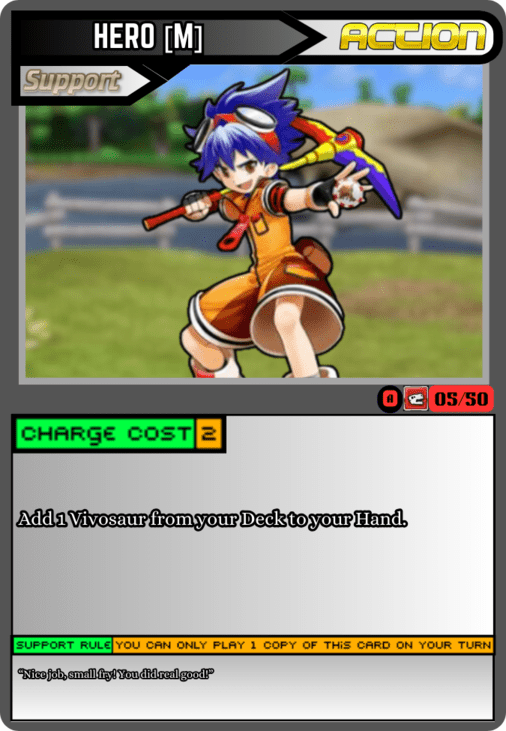 HERO [M]
ACTION
Support
A 05/50
CHARGE COST 2
Add 1 Vivosaur from your Deck to your Hand.
SUPPORT RULE YOU CAN ONLY PLAY 1 COPY OF THIS CARD ON YOUR TURN
"Nice job, small fry! You did real good!"